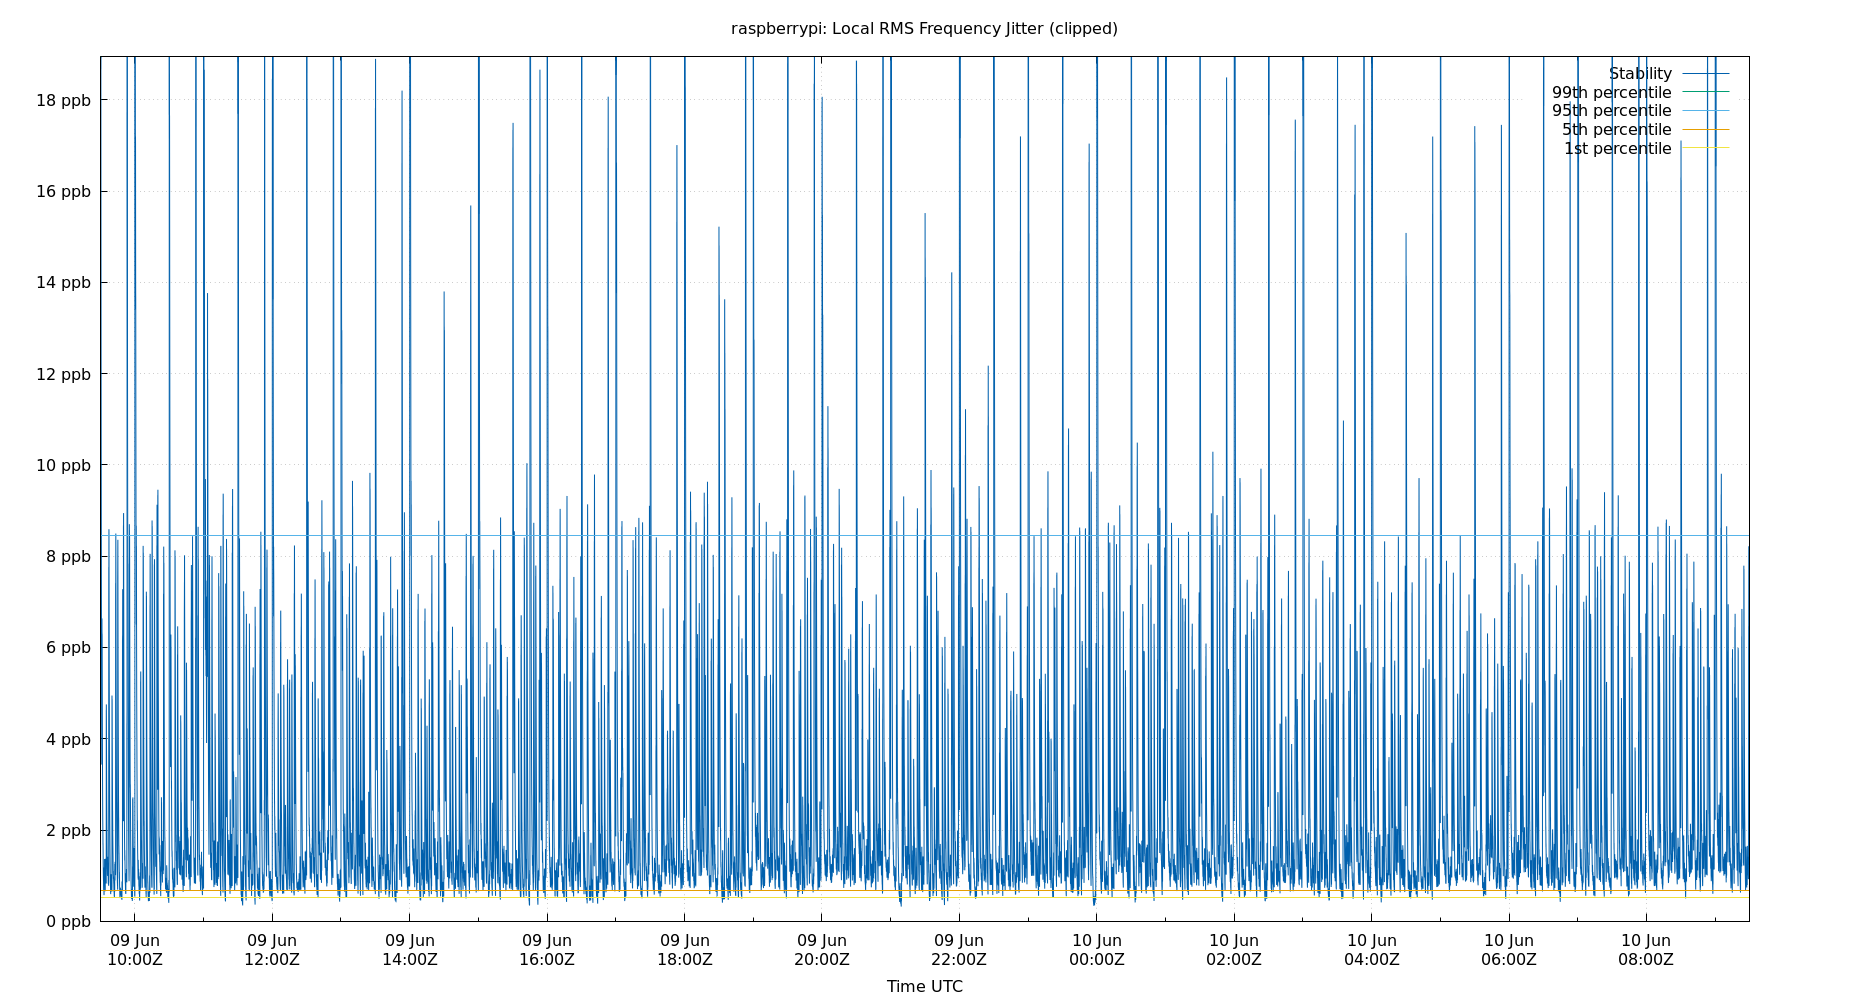 raspberrypi: Local RMS Frequency Jitter (clipped)
Stability
99th percentile
95th percentile
5th percentile
1st percentile
18 ppb
16 ppb
14 ppb
12 ppb
10 ppb
8 ppb
6 ppb
4 ppb
2 ppb
0 ppb
09 Jun 09 Jun 09 Jun 09 Jun 09 Jun 09 Jun 09 Jun 10 Jun 10 Jun 10 Jun 10 Jun 10 Jun
10:00Z 12:00Z 14:00Z 16:00Z 18:00Z 20:00Z 22:00Z 00:00Z 02:00Z 04:00Z 06:00Z 08:00Z
Time UTC